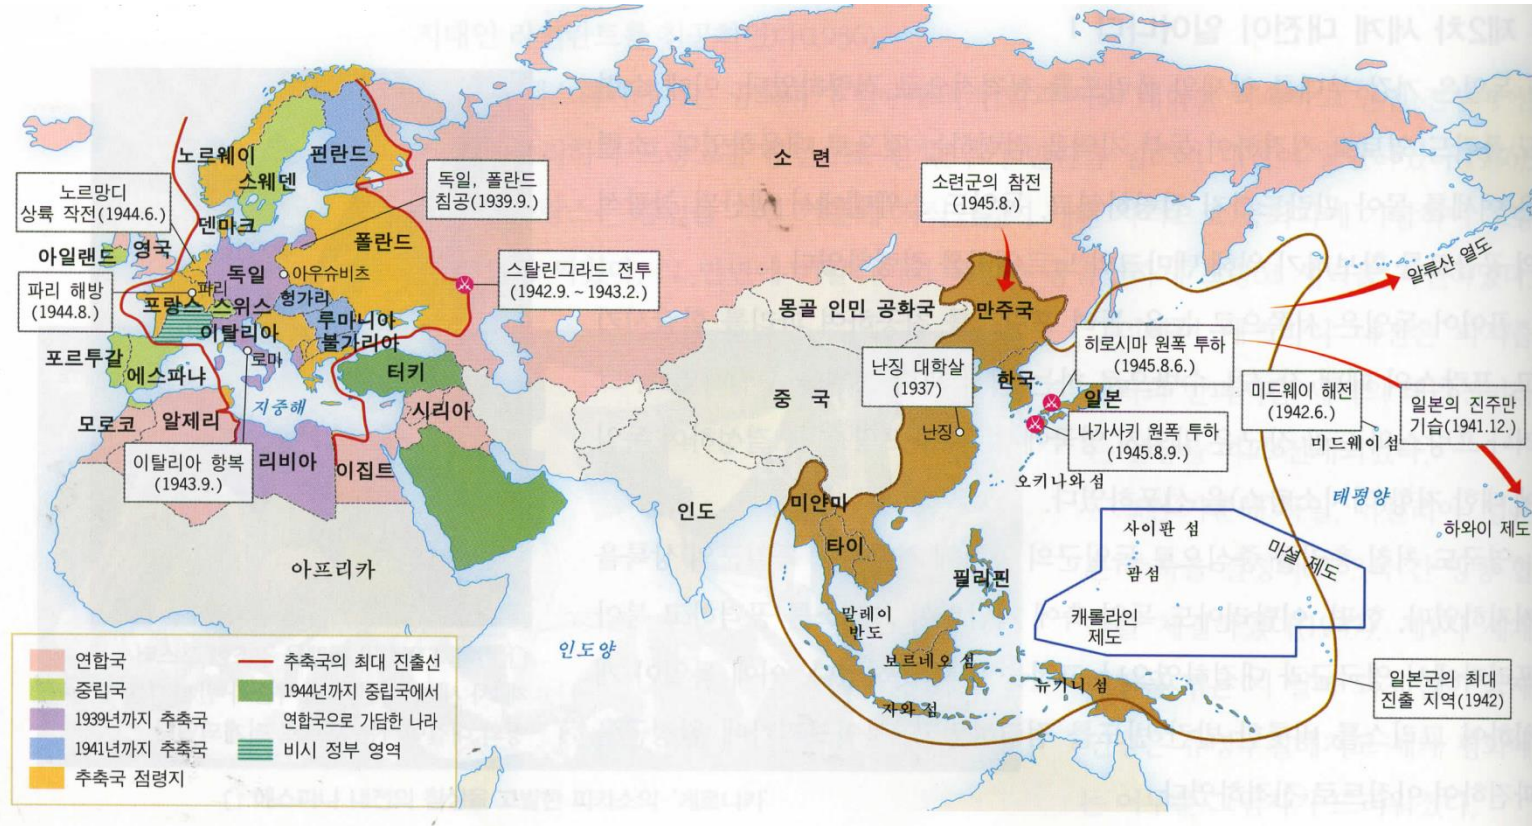 제2차 세계 대전이 일어나다
소 련
노르웨이
핀란드
스웨덴
노르망디
상륙 작전(1944.6.)
독일, 폴란드
침공(1939.9.)
소련군의 참전
(1945.8.)
덴마크
아일랜드
영국
폴란드
독일
아우슈비츠
스탈린그라드 전투
(1942.9.~1943.2.)
알류산 열도
파리 해방
(1944.8.)
파리
프랑스
스위스
헝가리
루마니아
이탈리아
불가리아
몽골 인민 공화국
만주국
히로시마 원폭 투하
(1945.8.6.)
포르투갈
에스파냐
로마
터키
난징 대학살
(1937)
한국
일본
중 국
미드웨이 해전
(1942.6.)
일본의 진주만
기습(1941.12.)
지중해
모로코
알제리
시리아
난징
나가사키 원폭 투하
(1945.8.9.)
미드웨이섬
이탈리아 항복
(1943.9.)
리비아
이집트
오키나와섬
인도
미얀마
태평양
하와이 제도
사이판 섬
타이
마셜 제도
괌섬
아프리카
필리핀
말레이
반도
캐롤라인
제도
인도양
보르네오 섬
뉴기니 섬
자와 섬
일본군의 최대
진출 지역(1942)
연합국
중립국
1939년까지 추축국
1941년까지 추축국
추축국 점령지
추축국의 최대 진출선
1944년까지 중립국에서
연합국으로 가담한 나라
비시 정부 영역